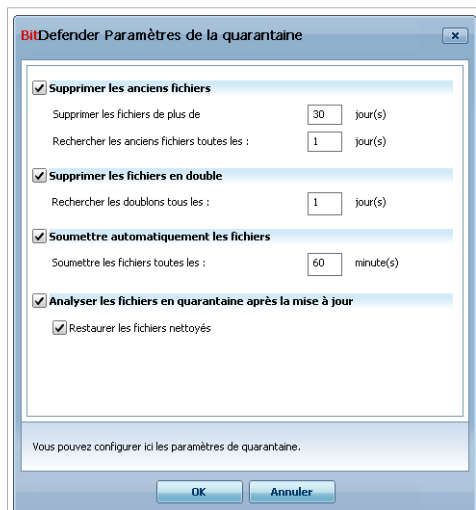 BitDefender Paramètres de la quarantaine
Supprimer les anciens fichiers
Supprimer les fichiers de plus de 30 jour(s)
Rechercher les anciens fichiers toutes les : 1 jour(s)
Supprimer les fichiers en double
Rechercher les doublons tous les : 1 jour(s)
Soumettre automatiquement les fichiers
Soumettre les fichiers toutes les : 60 minute(s)
Analyser les fichiers en quarantaine après la mise à jour
Restaurer les fichiers nettoyés
Vous pouvez configurer ici les paramètres de quarantaine.
OK Annuler